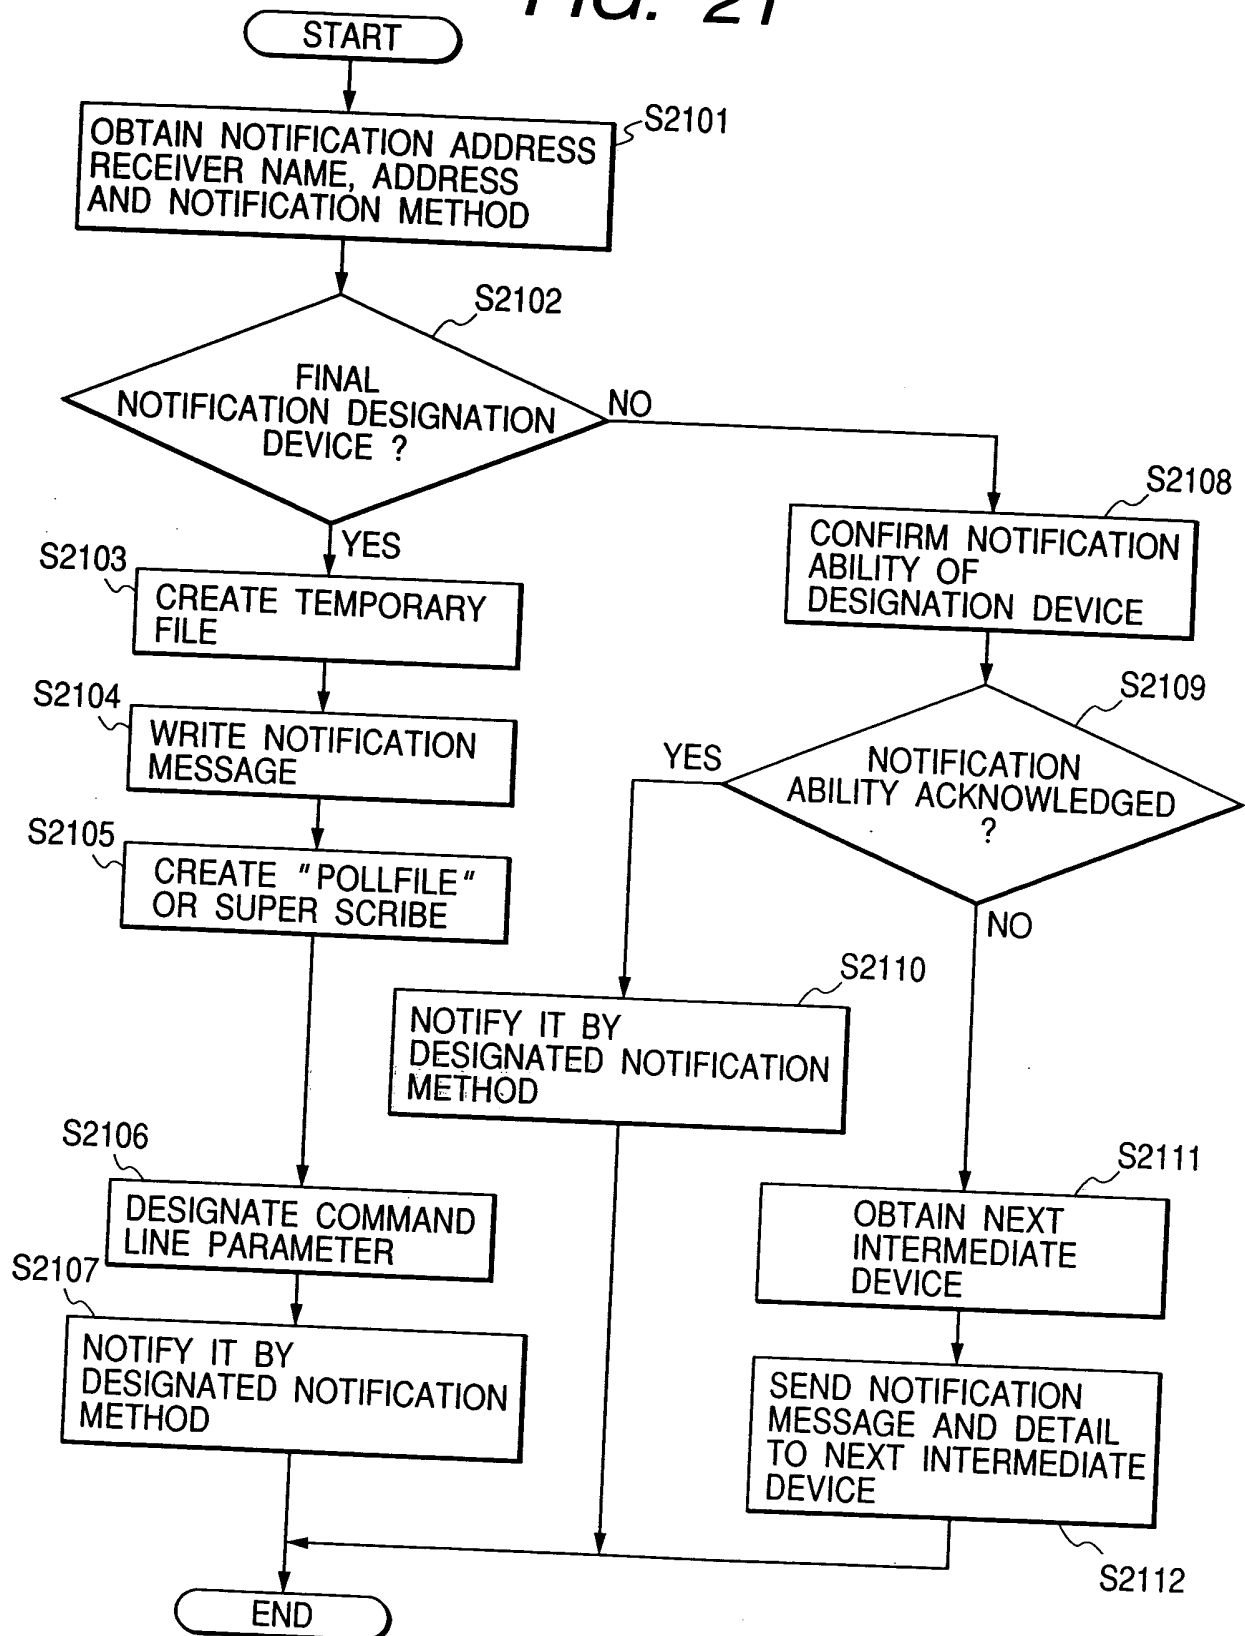 FIG. 21
START
S2101
OBTAIN NOTIFICATION ADDRESS
RECEIVER NAME, ADDRESS
AND NOTIFICATION METHOD
S2102
FINAL
NOTIFICATION DESIGNATION
DEVICE ?
NO
YES
S2103
CREATE TEMPORARY
FILE
S2104
WRITE NOTIFICATION
MESSAGE
S2105
CREATE "POLLFILE"
OR SUPER SCRIBE
S2106
DESIGNATE COMMAND
LINE PARAMETER
S2107
NOTIFY IT BY
DESIGNATED NOTIFICATION
METHOD
S2108
CONFIRM NOTIFICATION
ABILITY OF
DESIGNATION DEVICE
S2109
NOTIFICATION
ABILITY ACKNOWLEDGED
?
YES
NO
S2110
NOTIFY IT BY
DESIGNATED NOTIFICATION
METHOD
S2111
OBTAIN NEXT
INTERMEDIATE
DEVICE
SEND NOTIFICATION
MESSAGE AND DETAIL
TO NEXT INTERMEDIATE
DEVICE
S2112
END